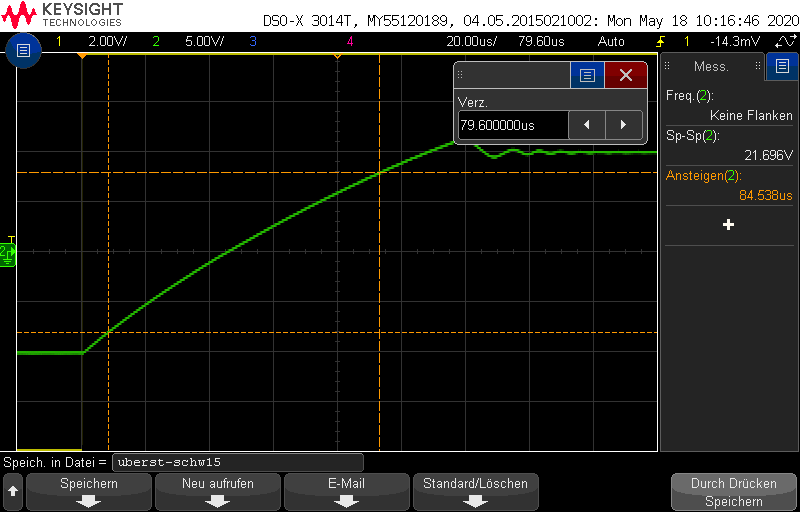 KEYSIGHT
TECHNOLOGIES
DSO-X 3014T, MY55120189, 04.05.2015021002: Mon May 18 10:16:46 2020
1 2.00V/ 2 5.00V/ 3 4 20.00us/ 79.60us Auto 1 -14.3mV
Verz.
79.600000us
T
2
Mess.
Freq.(2):
Keine Flanken
Sp-Sp(2):
21.696V
Ansteigen(2):
84.538us
+
Speich. in Datei = uberst-schw15
Speichern
Neu aufrufen
E-Mail
Standard/Löschen
Durch Drücken
Speichern